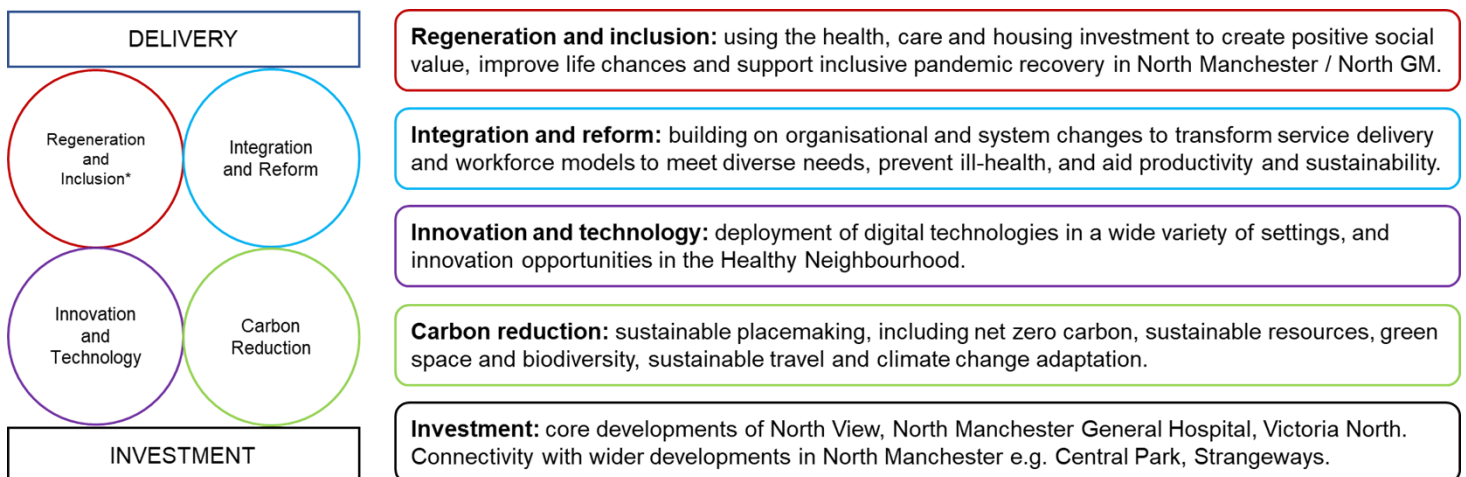 DELIVERY
Regeneration
and
Inclusion*
Integration
and Reform
Innovation
and
Technology
Carbon
Reduction
INVESTMENT
Regeneration and inclusion: using the health, care and housing investment to create positive social
value, improve life chances and support inclusive pandemic recovery in North Manchester / North GM.
Integration and reform: building on organisational and system changes to transform service delivery
and workforce models to meet diverse needs, prevent ill-health, and aid productivity and sustainability.
Innovation and technology: deployment of digital technologies in a wide variety of settings, and
innovation opportunities in the Healthy Neighbourhood.
Carbon reduction: sustainable placemaking, including net zero carbon, sustainable resources, green
space and biodiversity, sustainable travel and climate change adaptation.
Investment: core developments of North View, North Manchester General Hospital, Victoria North.
Connectivity with wider developments in North Manchester e.g. Central Park, Strangeways.